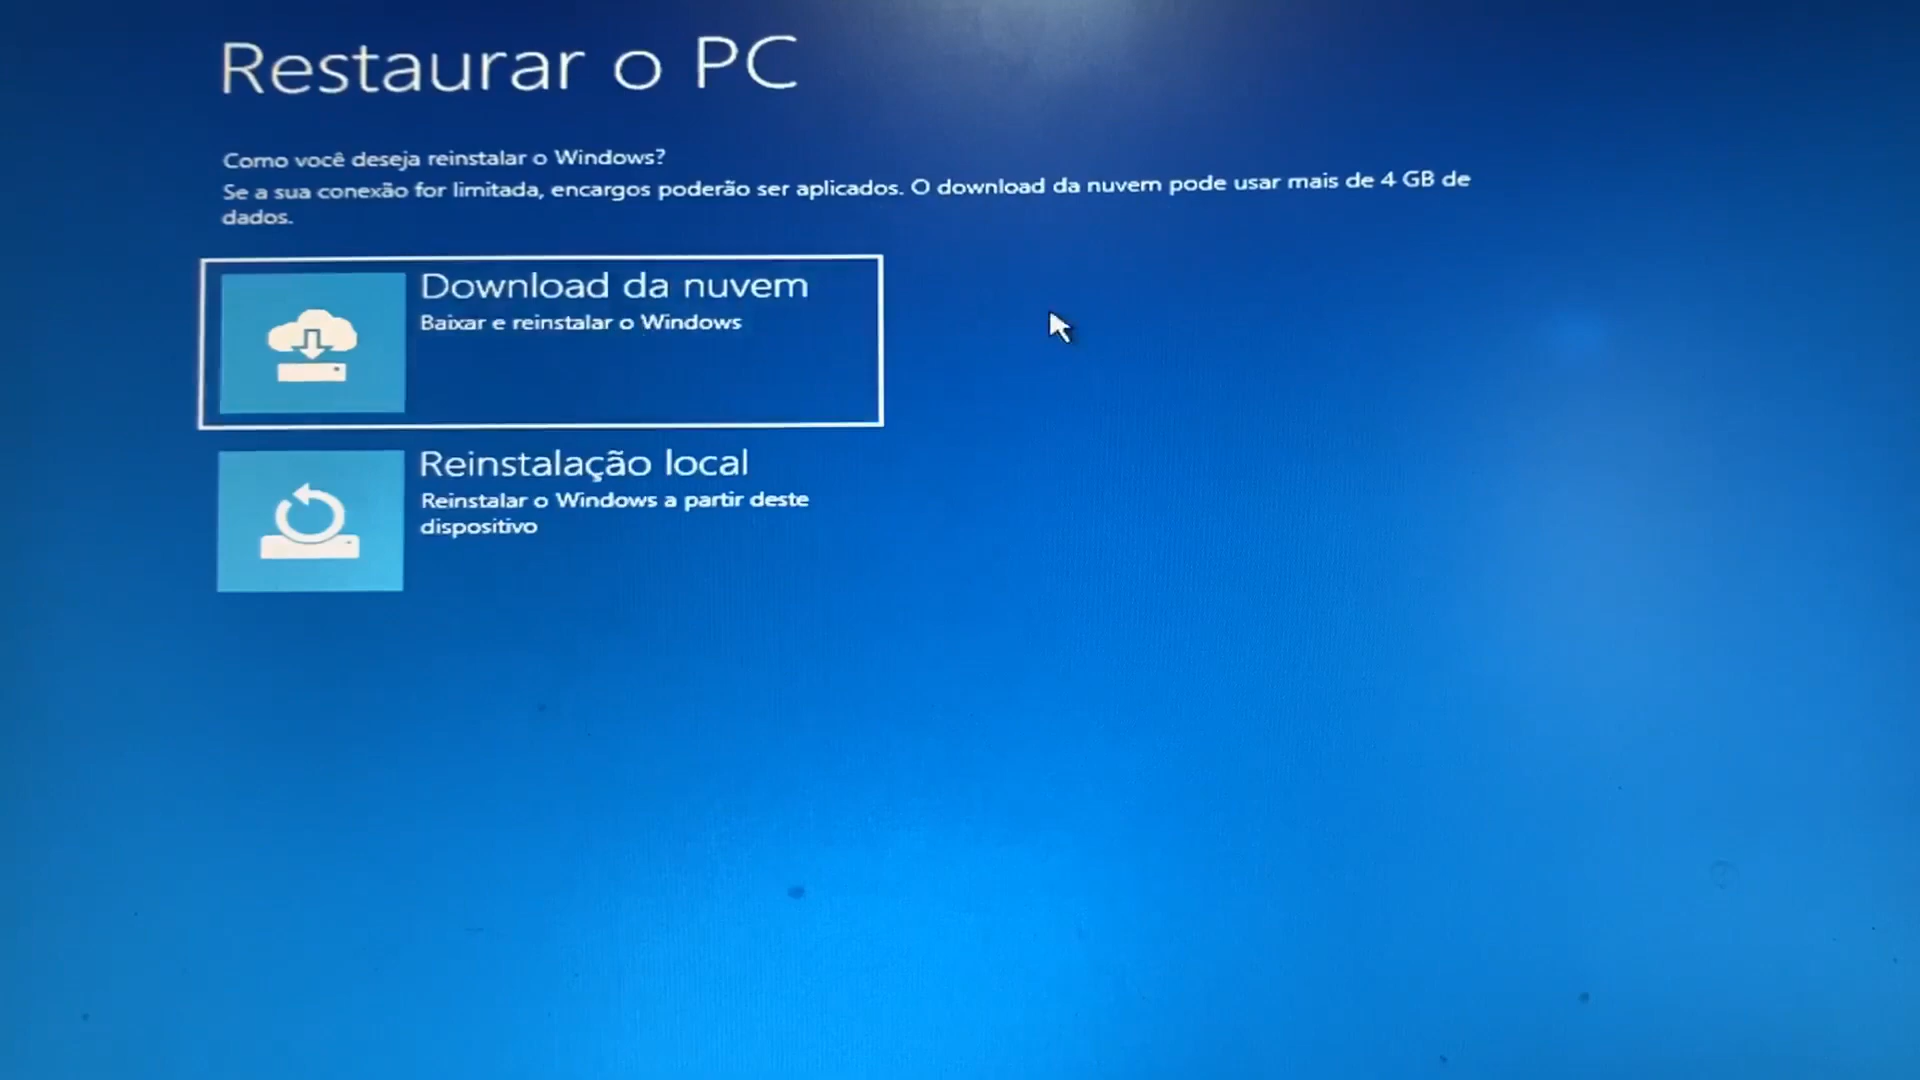 Restaurar o PC
Como você deseja reinstalar o Windows?
Se a sua conexão for limitada, encargos poderão ser aplicados. O download da nuvem pode usar mais de 4 GB de
dados.
Download da nuvem
Baixar e reinstalar o Windows
Reinstalação local
Reinstalar o Windows a partir deste
dispositivo